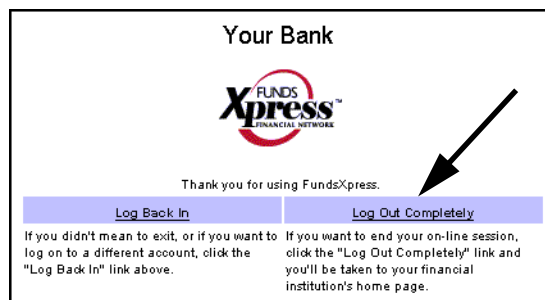 Your Bank
FUNDS
Xpress™
FINANCIAL NETWORK
Thank you for using FundsXpress.
Log Back In
Log Out Completely
If you didn't mean to exit, or if you want to
log on to a different account, click the
"Log Back In" link above.
If you want to end your on-line session,
click the "Log Out Completely" link and
you'll be taken to your financial
institution's home page.